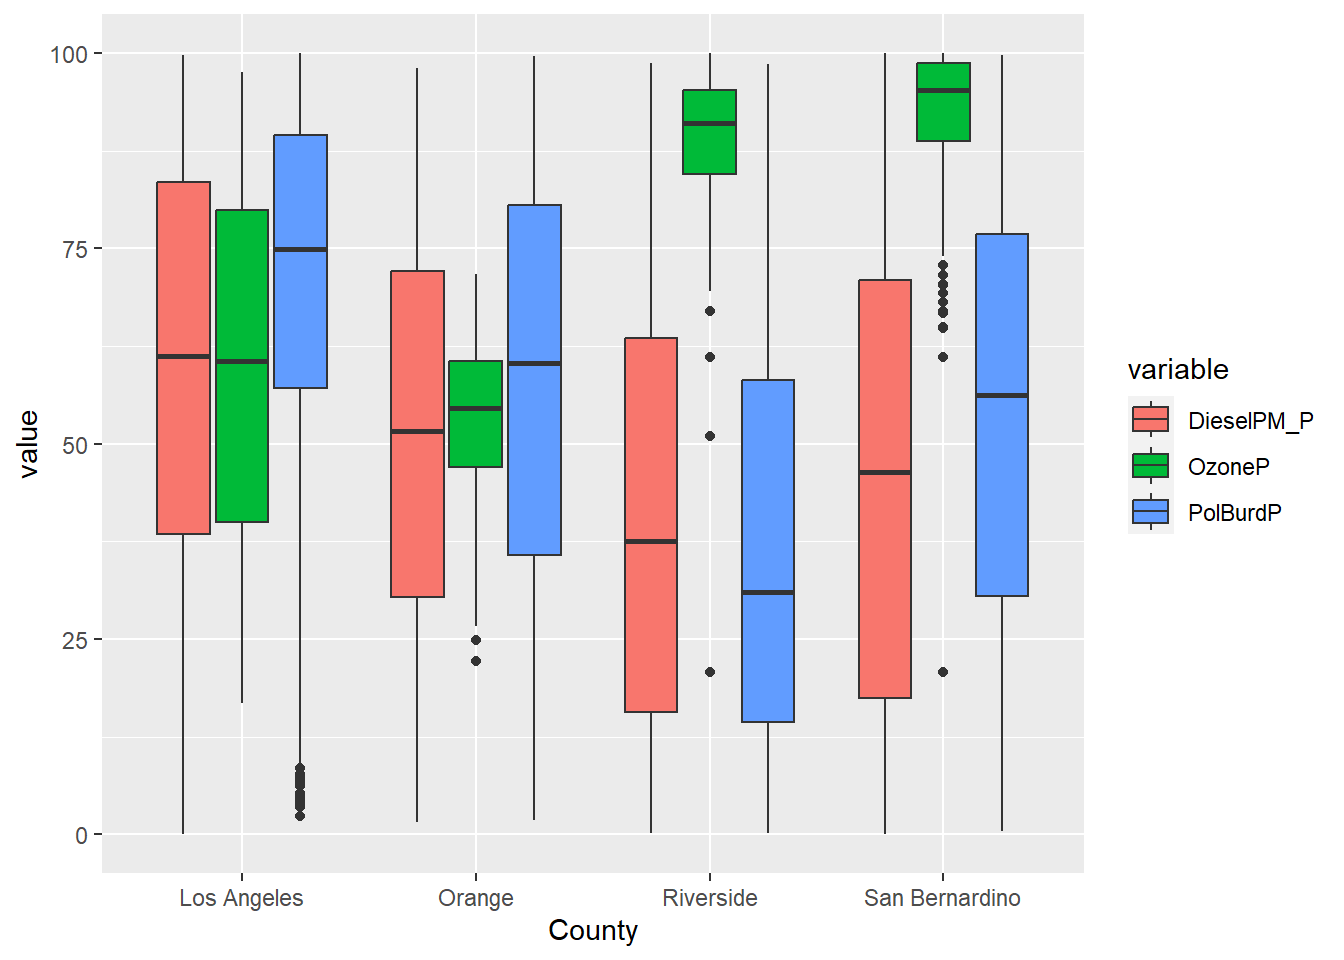 100
75
50
25
0
value
Los Angeles
Orange
Riverside
San Bernardino
County
variable
DieselPM_P
OzoneP
PolBurdP